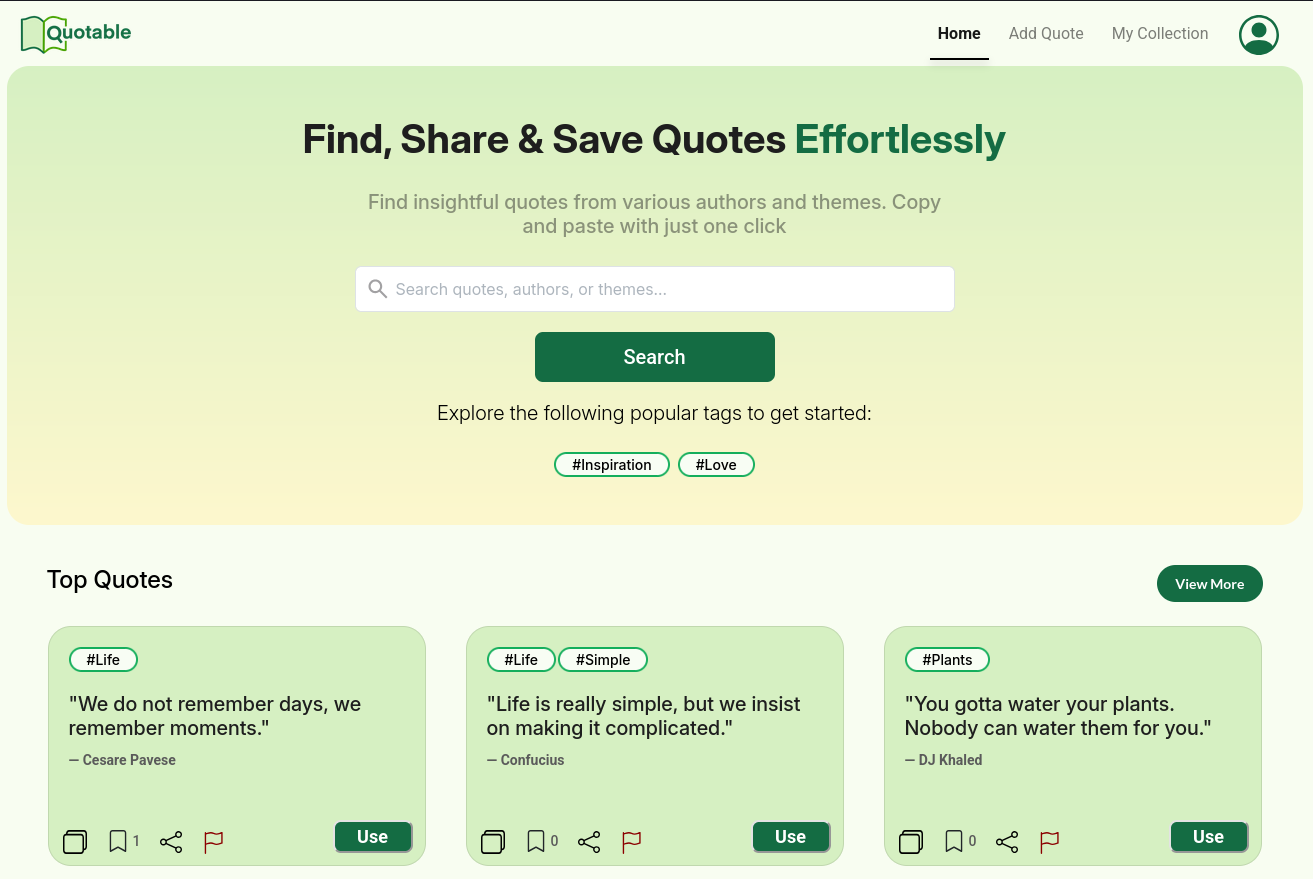 Quotable
Home
Add Quote
My Collection
Find, Share & Save Quotes Effortlessly
Find insightful quotes from various authors and themes. Copy
and paste with just one click
Search quotes, authors, or themes...
Search
Explore the following popular tags to get started:
#Inspiration
#Love
Top Quotes
View More
#Life
"We do not remember days, we
remember moments."
— Cesare Pavese
1
Use
#Life
#Simple
"Life is really simple, but we insist
on making it complicated."
— Confucius
0
Use
#Plants
"You gotta water your plants.
Nobody can water them for you."
— DJ Khaled
0
Use